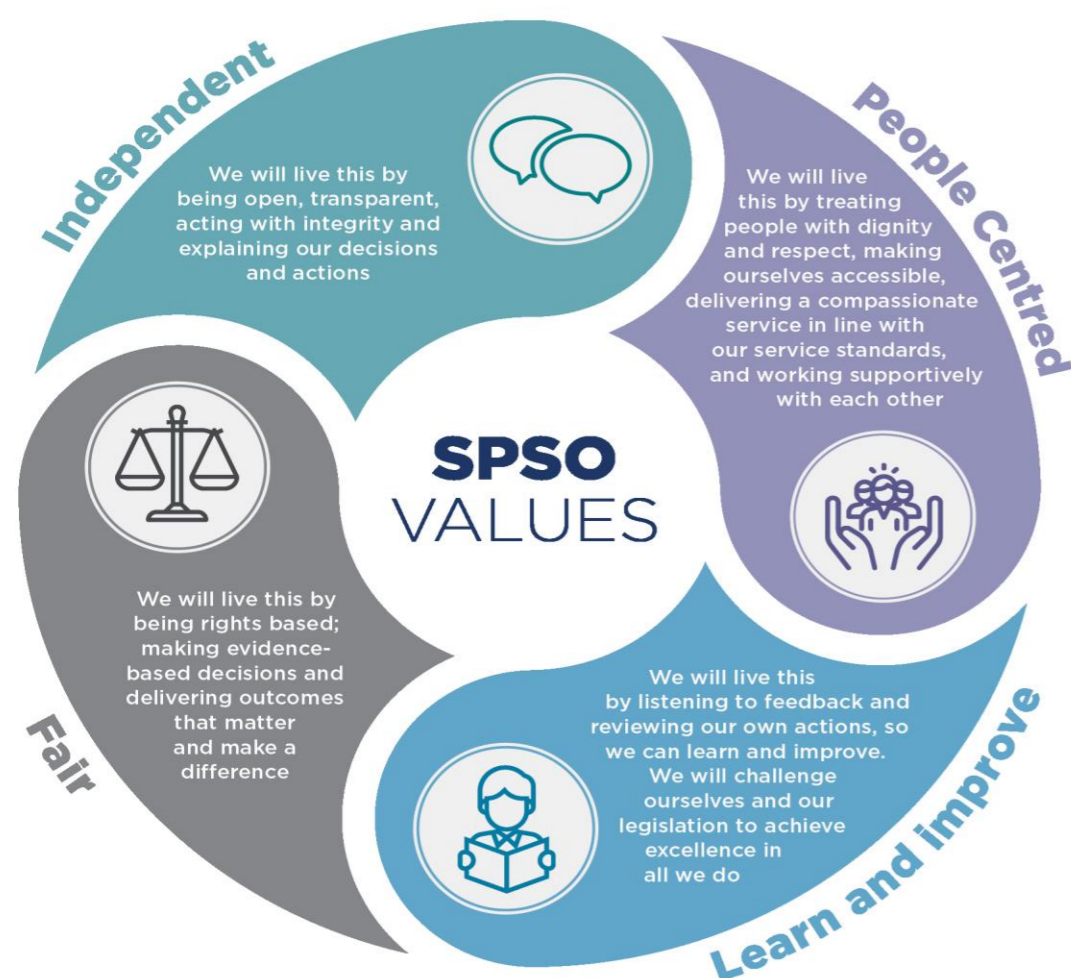 SPSO
VALUES
Independent
We will live this by
being open, transparent,
acting with integrity and
explaining our decisions
and actions
People Centred
We will live
this by treating
people with dignity
and respect, making
ourselves accessible,
delivering a compassionate
service in line with
our service standards,
and working supportively
with each other
Learn and improve
We will live this
by listening to feedback and
reviewing our own actions, so
we can learn and improve.
We will challenge
ourselves and our
legislation to achieve
excellence in
all we do
Fair
We will live this by
being rights based;
making evidence-
based decisions and
delivering outcomes
that matter
and make a
difference